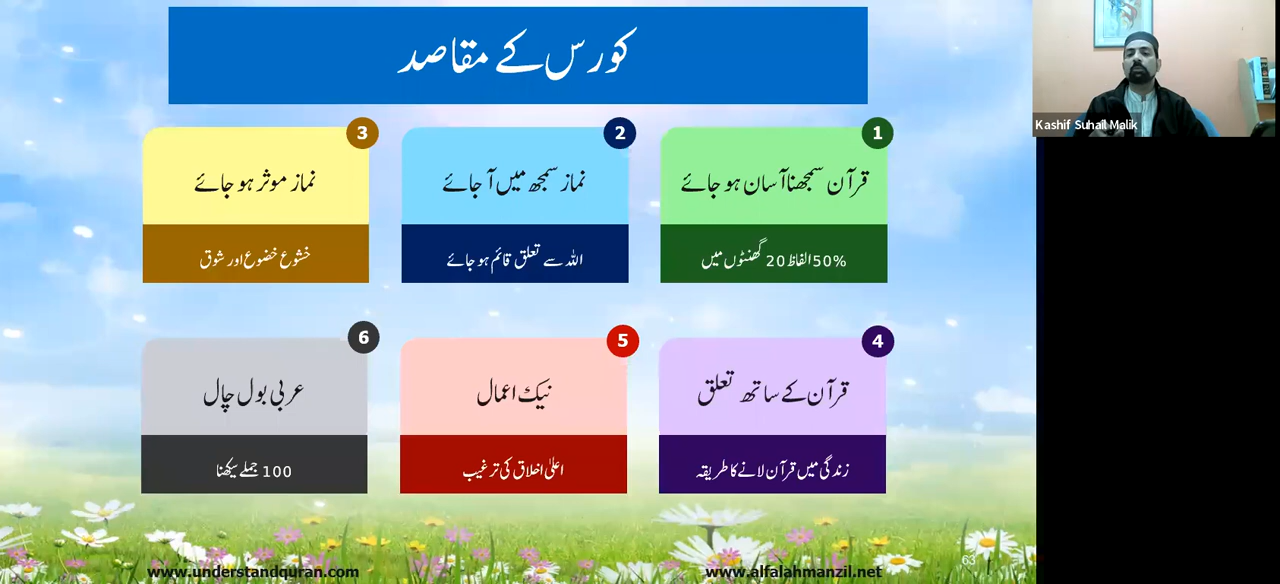 کورس کے مقاصد
1
قرآن سمجھنا آسان ہو جائے
50% الفاظ 20 گھنٹوں میں
2
نماز سمجھ میں آ جائے
اللہ سے تعلق قائم ہو جائے
3
نماز موثر ہو جائے
خشوع خضوع اور شوق
4
قرآن کے ساتھ تعلق
زندگی میں قرآن لانے کا طریقہ
5
نیک اعمال
اعلیٰ اخلاق کی ترغیب
6
عربی بول چال
100 جملے سیکھنا
www.understandquran.com
www.alfalahmanzil.net
63
Kashif Suhail Malik